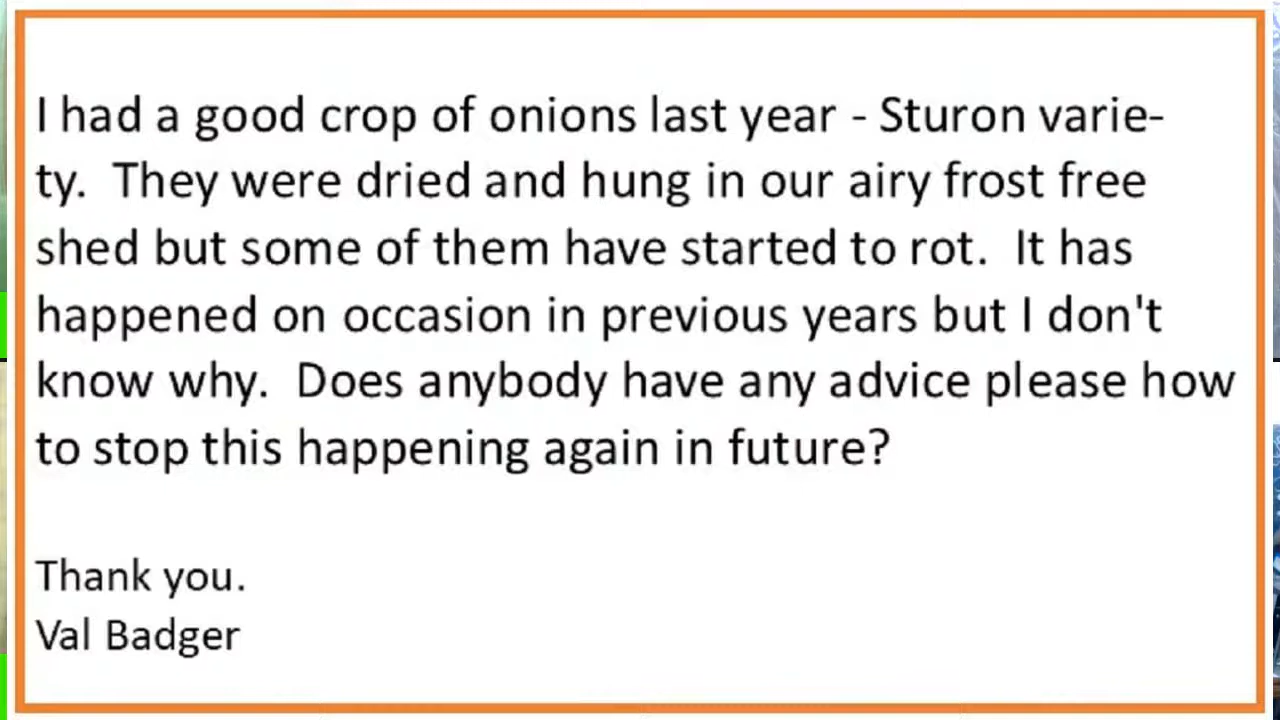 I had a good crop of onions last year - Sturon varie-
ty.  They were dried and hung in our airy frost free
shed but some of them have started to rot.  It has
happened on occasion in previous years but I don't
know why.  Does anybody have any advice please how
to stop this happening again in future?
Thank you.
Val Badger